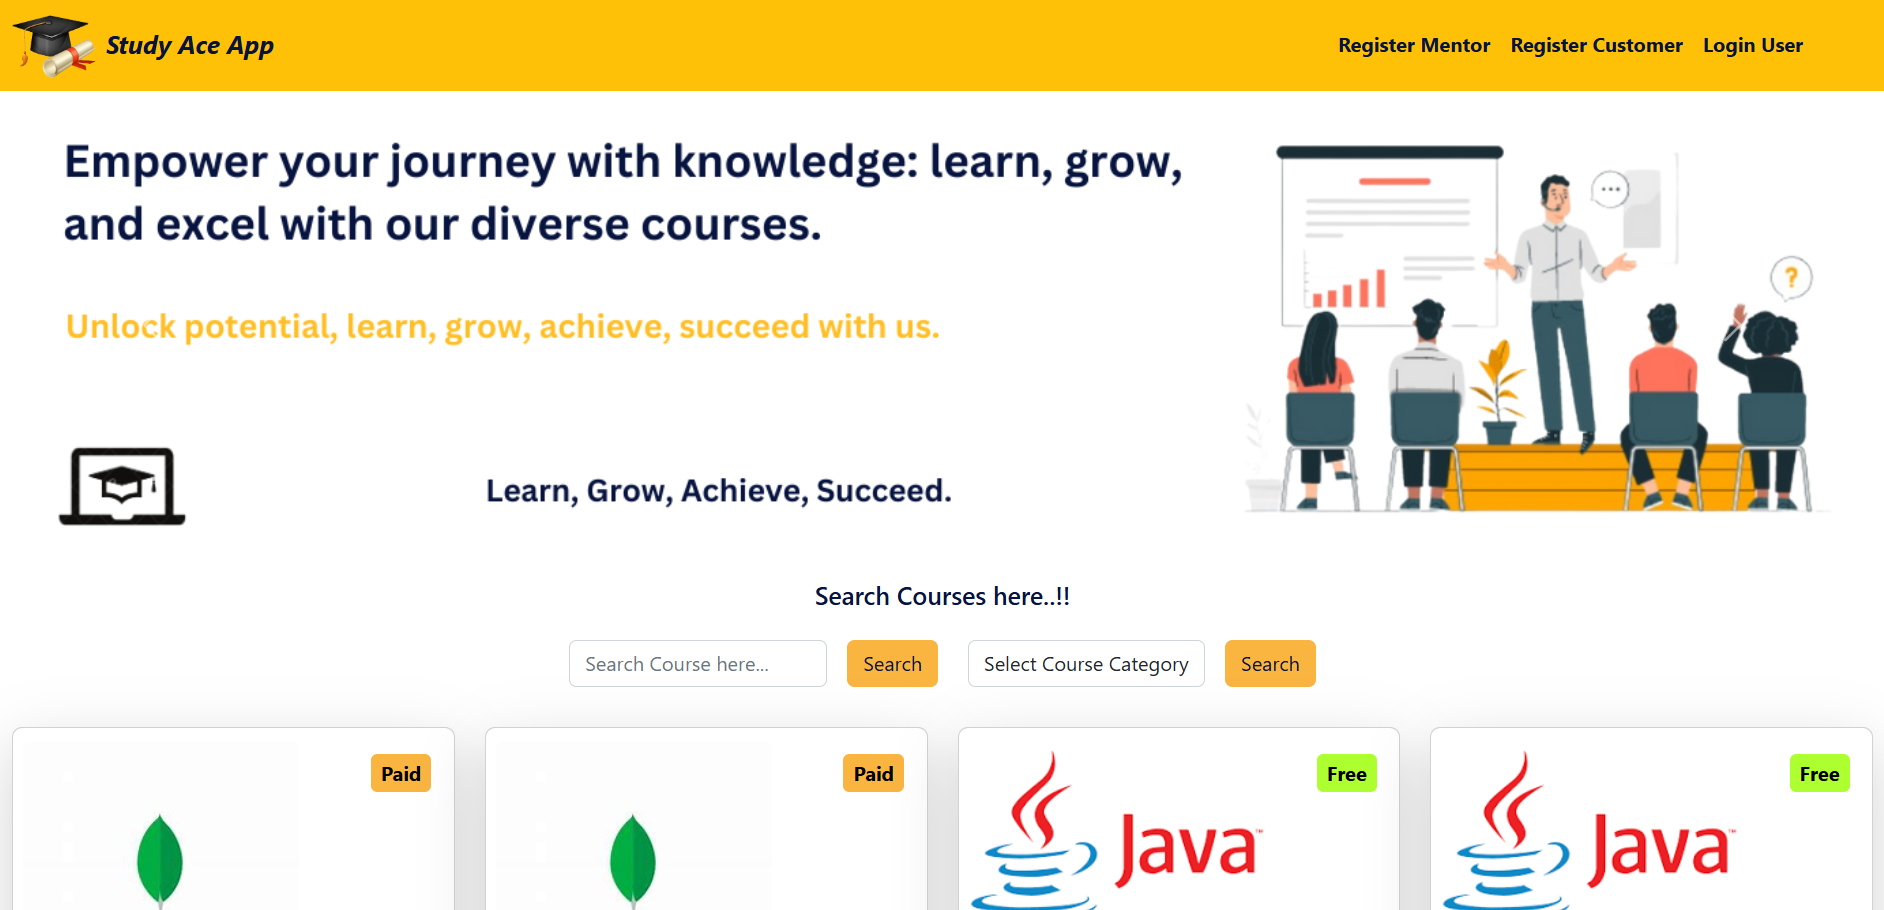 Study Ace App
Register Mentor
Register Customer
Login User
Empower your journey with knowledge: learn, grow,
and excel with our diverse courses.
Unlock potential, learn, grow, achieve, succeed with us.
Learn, Grow, Achieve, Succeed.
?
Search Courses here..!!
Search Course here...
Search
Select Course Category
Search
Paid
Paid
Free
Free
Java™
Java™